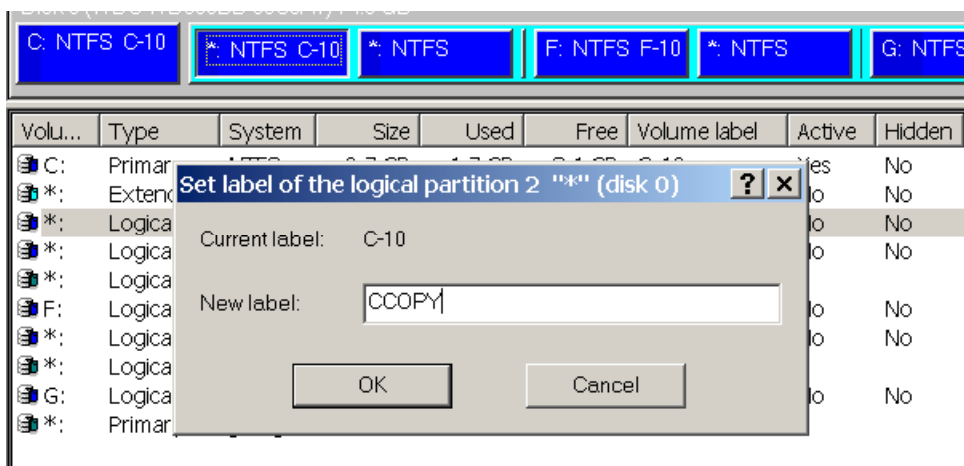 C: NTFS C-10 *: NTFS C-10 *: NTFS F: NTFS F-10 *: NTFS G: NTFS
Volu... Type System Size Used Free Volume label Active Hidden
C: Primar No
*: Extend No
*: Logica No
*: Logica No
*: Logica
F: Logica No
*: Logica No
*: Logica
G: Logica No
*: Primar
Set label of the logical partition 2 "*" (disk 0)
Current label: C-10
New label: CCOPY
OK Cancel